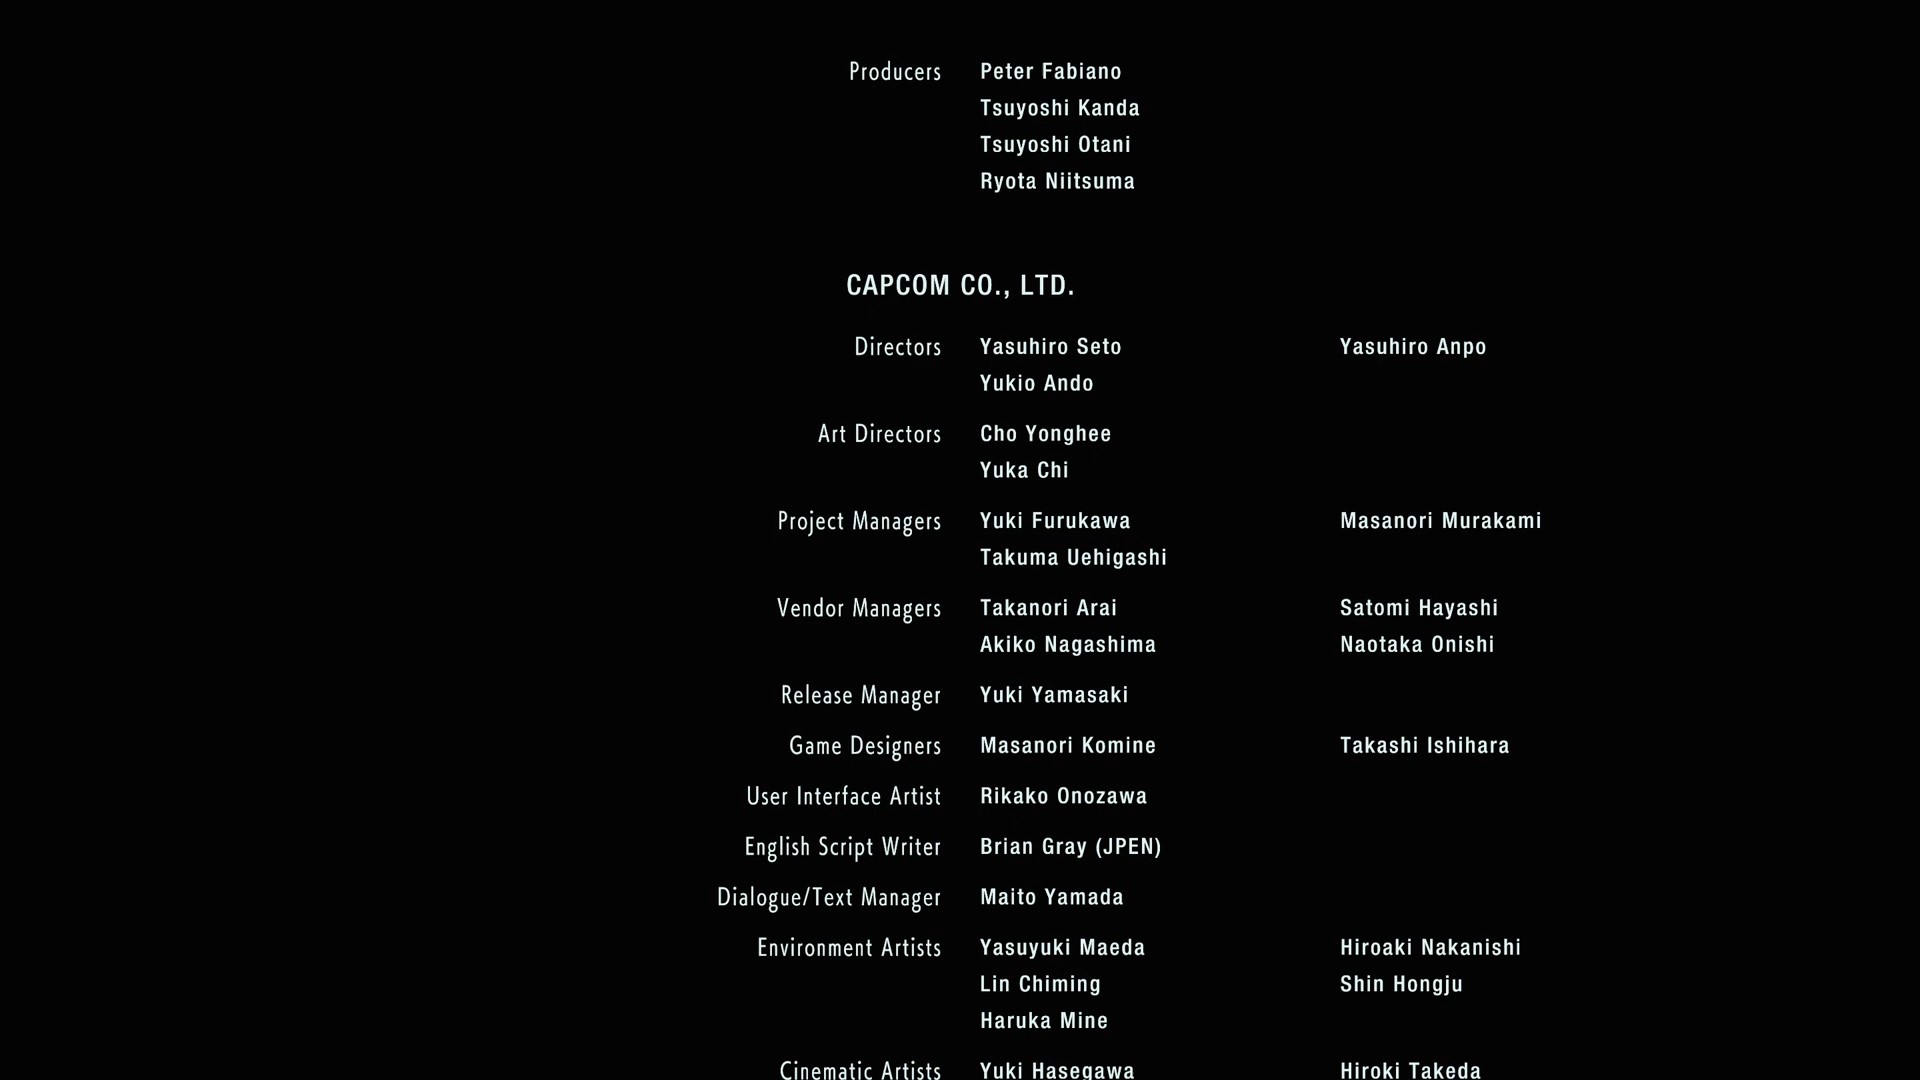 Producers Peter Fabiano
Tsuyoshi Kanda
Tsuyoshi Otani
Ryota Niitsuma
CAPCOM CO., LTD.
Directors Yasuhiro Seto Yasuhiro Anpo
Yukio Ando
Art Directors Cho Yonghee
Yuka Chi
Project Managers Yuki Furukawa Masanori Murakami
Takuma Uehigashi
Vendor Managers Takanori Arai Satomi Hayashi
Akiko Nagashima Naotaka Onishi
Release Manager Yuki Yamasaki
Game Designers Masanori Komine Takashi Ishihara
User Interface Artist Rikako Onozawa
English Script Writer Brian Gray (JPEN)
Dialogue/Text Manager Maito Yamada
Environment Artists Yasuyuki Maeda Hiroaki Nakanishi
Lin Chiming Shin Hongju
Haruka Mine
Cinematic Artists Yuki Hasegawa Hiroki Takeda